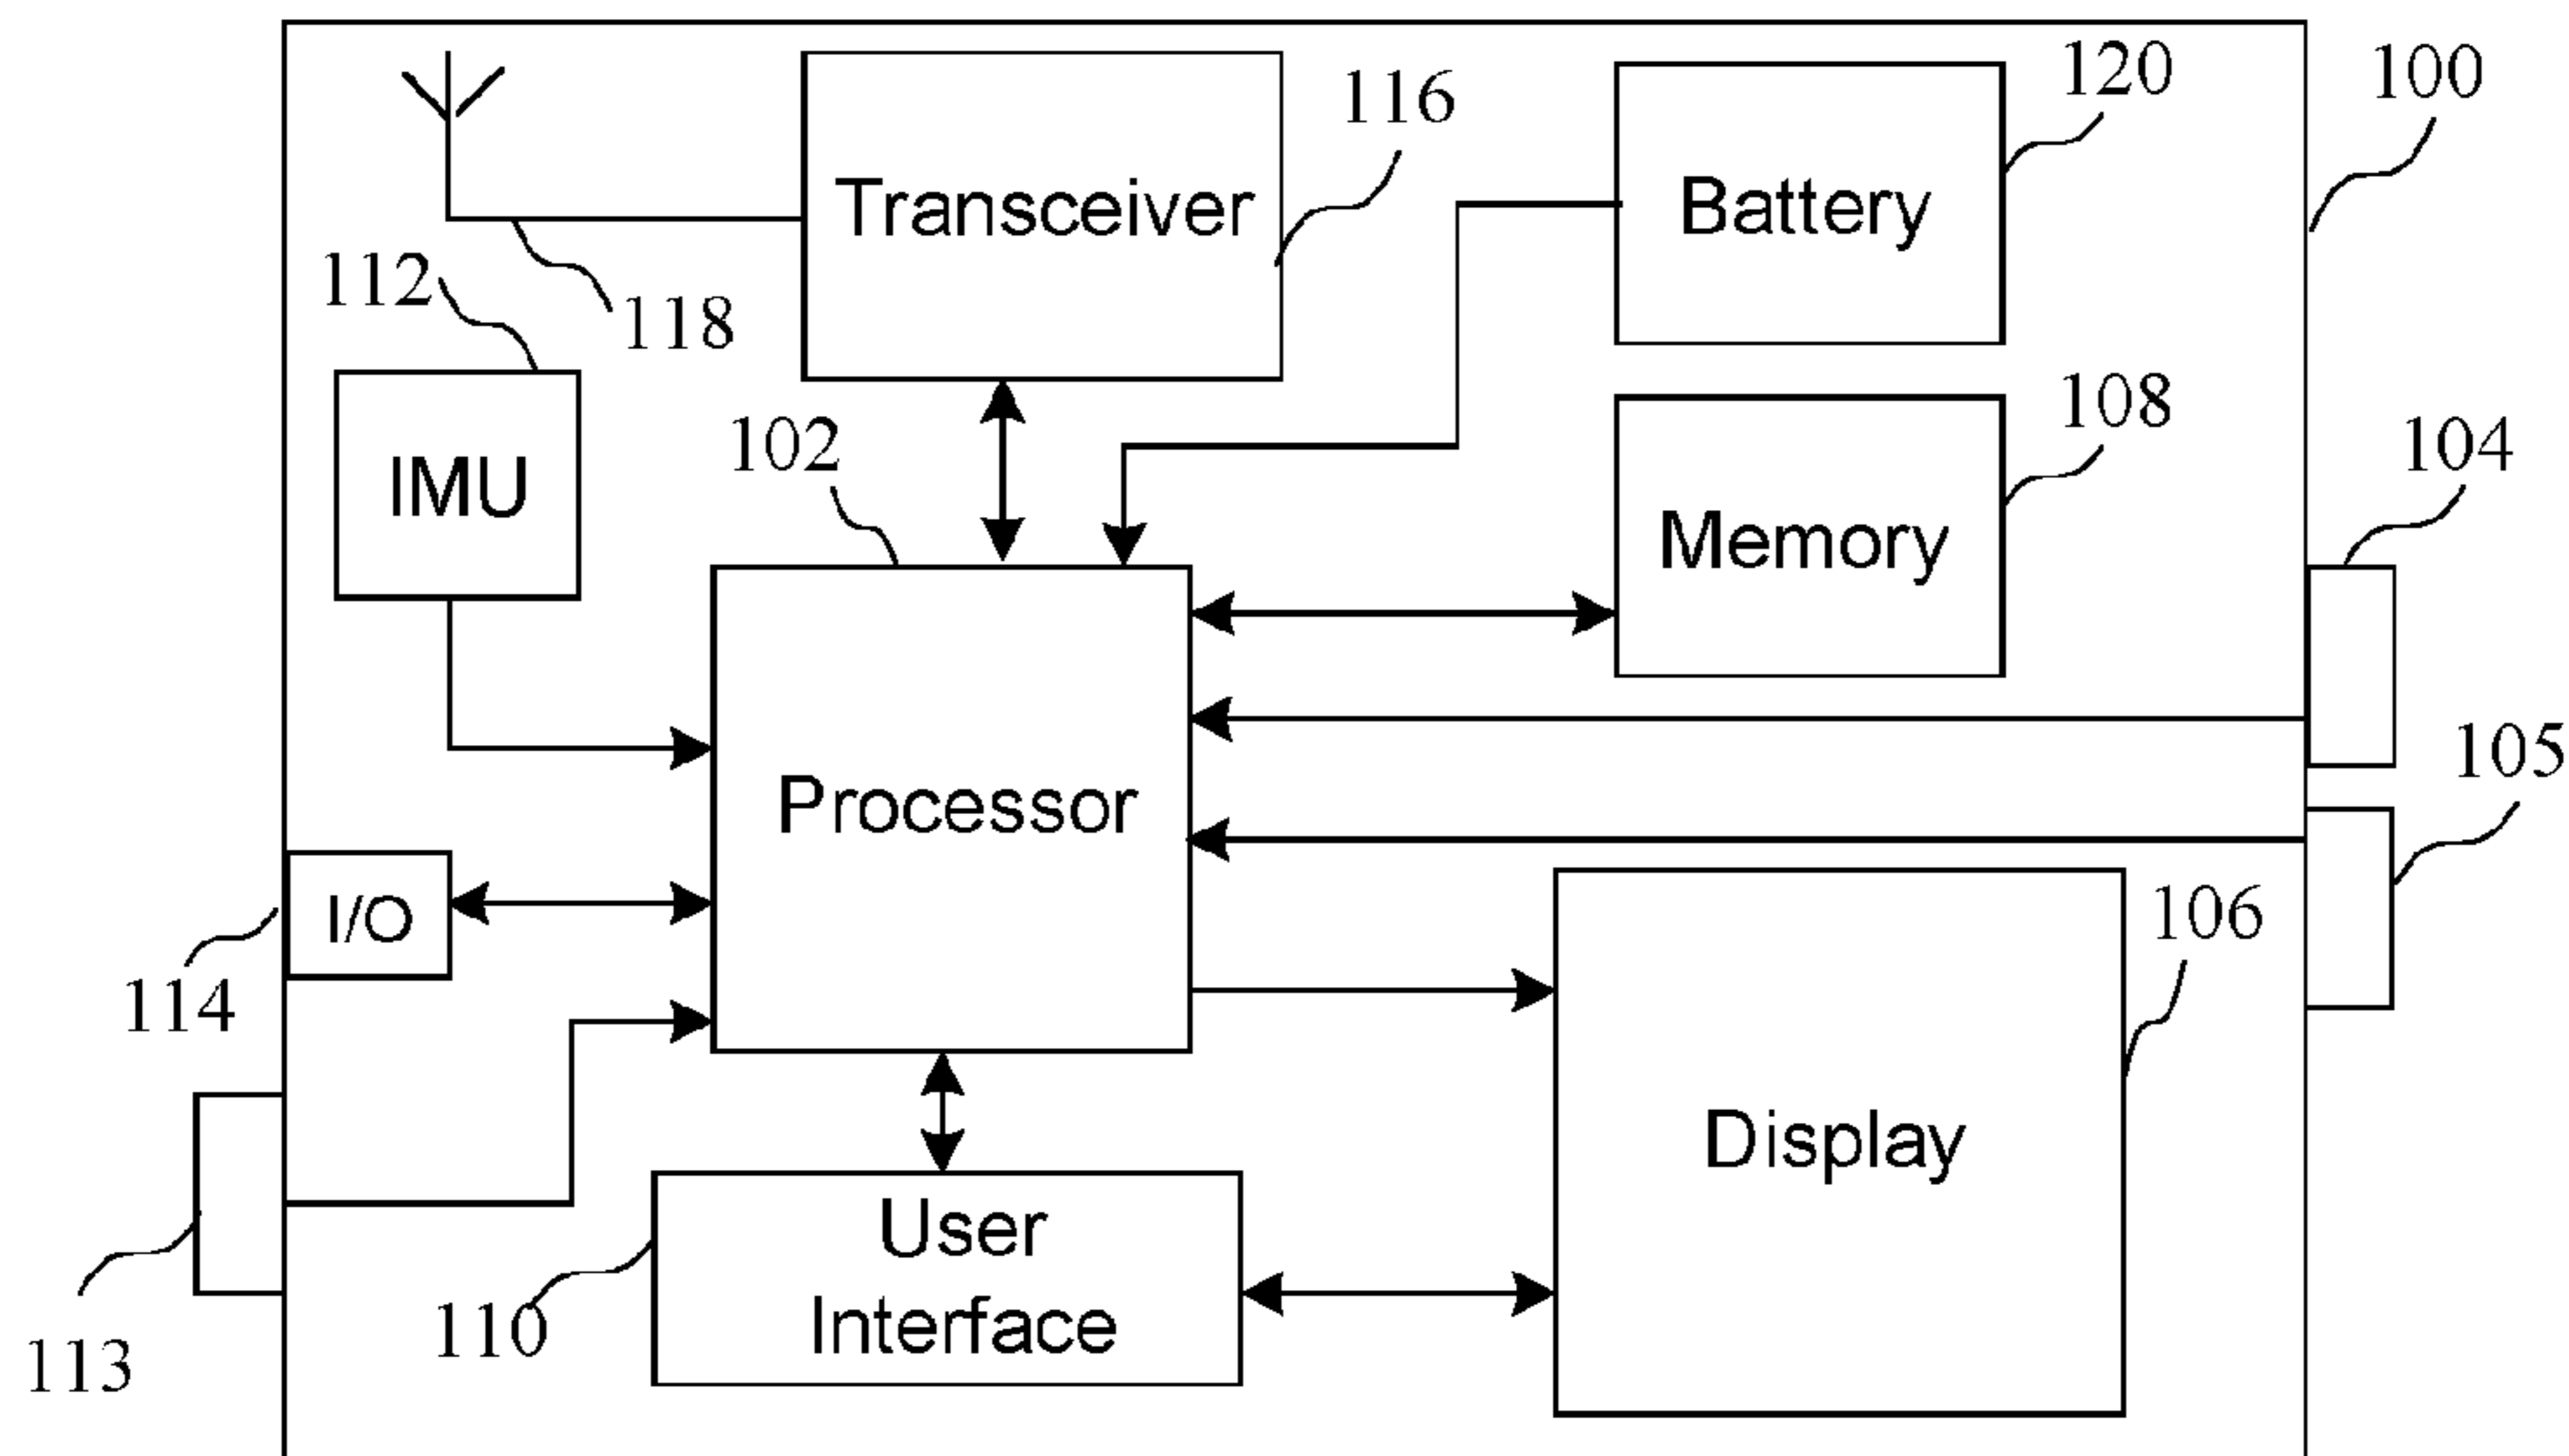 120
100
116
Transceiver
Battery
112
118
108
104
102
IMU
Memory
105
Processor
I/O
106
114
Display
User
Interface
110
113